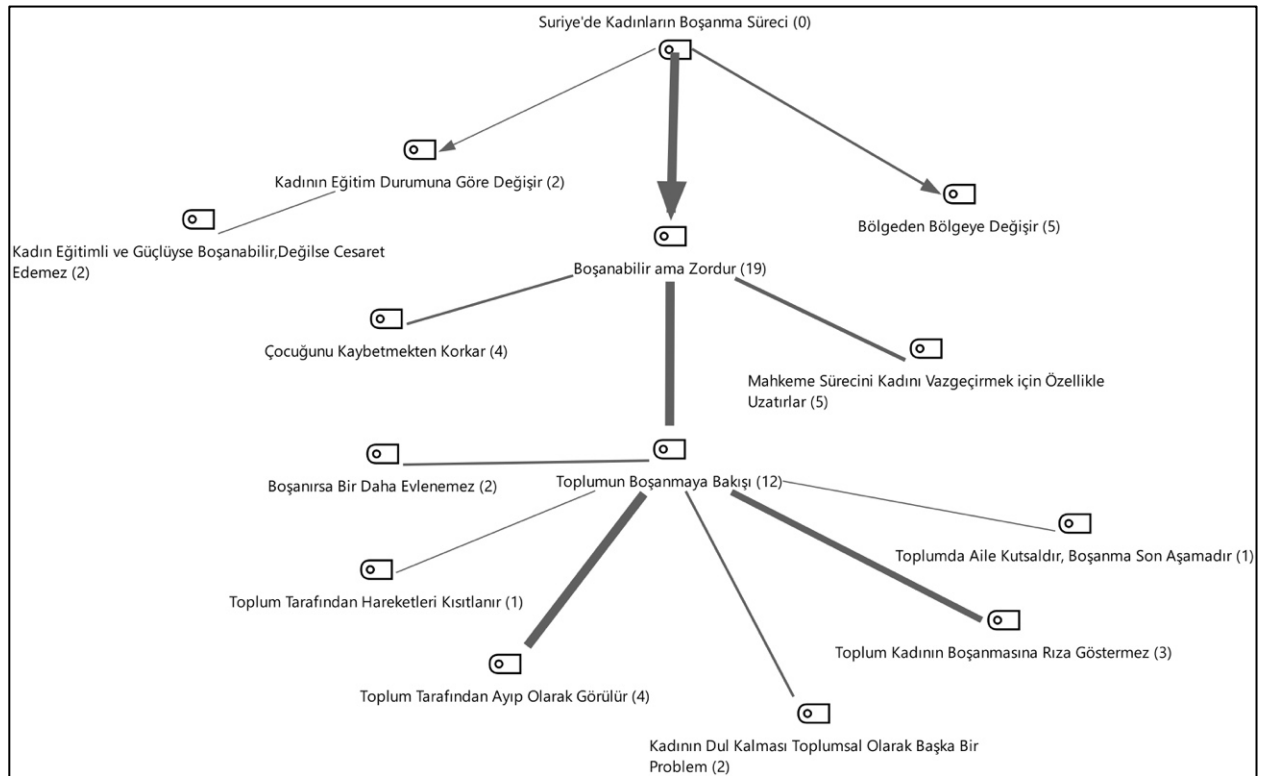 Suriye'de Kadınların Boşanma Süreci (0)
Kadının Eğitim Durumuna Göre Değişir (2)
Bölgeden Bölgeye Değişir (5)
Kadın Eğitimli ve Güçlüyse Boşanabilir,Değilse Cesaret
Edemez (2)
Boşanabilir ama Zordur (19)
Çocuğunu Kaybetmekten Korkar (4)
Mahkeme Sürecini Kadını Vazgeçirmek için Özellikle
Uzatırlar (5)
Boşanırsa Bir Daha Evlenemez (2)
Toplumun Boşanmaya Bakışı (12)
Toplumda Aile Kutsaldır, Boşanma Son Aşamadır (1)
Toplum Tarafından Hareketleri Kısıtlanır (1)
Toplum Kadının Boşanmasına Rıza Göstermez (3)
Toplum Tarafından Ayıp Olarak Görülür (4)
Kadının Dul Kalması Toplumsal Olarak Başka Bir
Problem (2)